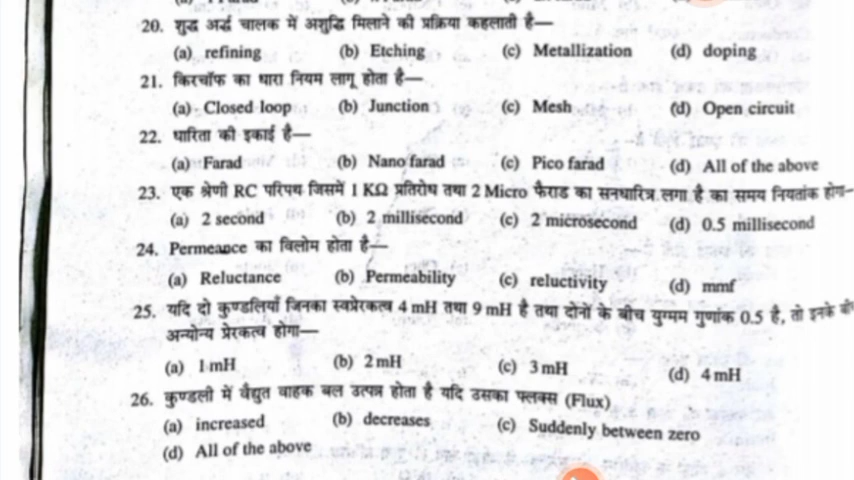 20. शुद्ध अर्द्ध चालक में अशुद्धि मिलाने की प्रक्रिया कहलाती है—
(a) refining (b) Etching (c) Metallization (d) doping
21. किरचॉफ का धारा नियम लागू होता है—
(a) Closed loop (b) Junction (c) Mesh (d) Open circuit
22. धारिता की इकाई है—
(a) Farad (b) Nano farad (c) Pico farad (d) All of the above
23. एक श्रेणी RC परिपथ जिसमें 1 KΩ प्रतिरोध तथा 2 Micro फैराड का सनधारित्र लगा है का समय नियतांक होग—
(a) 2 second (b) 2 millisecond (c) 2 microsecond (d) 0.5 millisecond
24. Permeance का विलोम होता है—
(a) Reluctance (b) Permeability (c) reluctivity (d) mmf
25. यदि दो कुण्डलियाँ जिनका स्वप्रेरकत्व 4 mH तथा 9 mH है तथा दोनों के बीच युग्मम गुणांक 0.5 है, तो इनके
अन्योन्य प्रेरकत्व होगा—
(a) 1 mH (b) 2 mH (c) 3 mH (d) 4 mH
26. कुण्डली में वैद्युत वाहक बल उत्पन्न होता है यदि उसका फ्लक्स (Flux)
(a) increased (b) decreases (c) Suddenly between zero
(d) All of the above